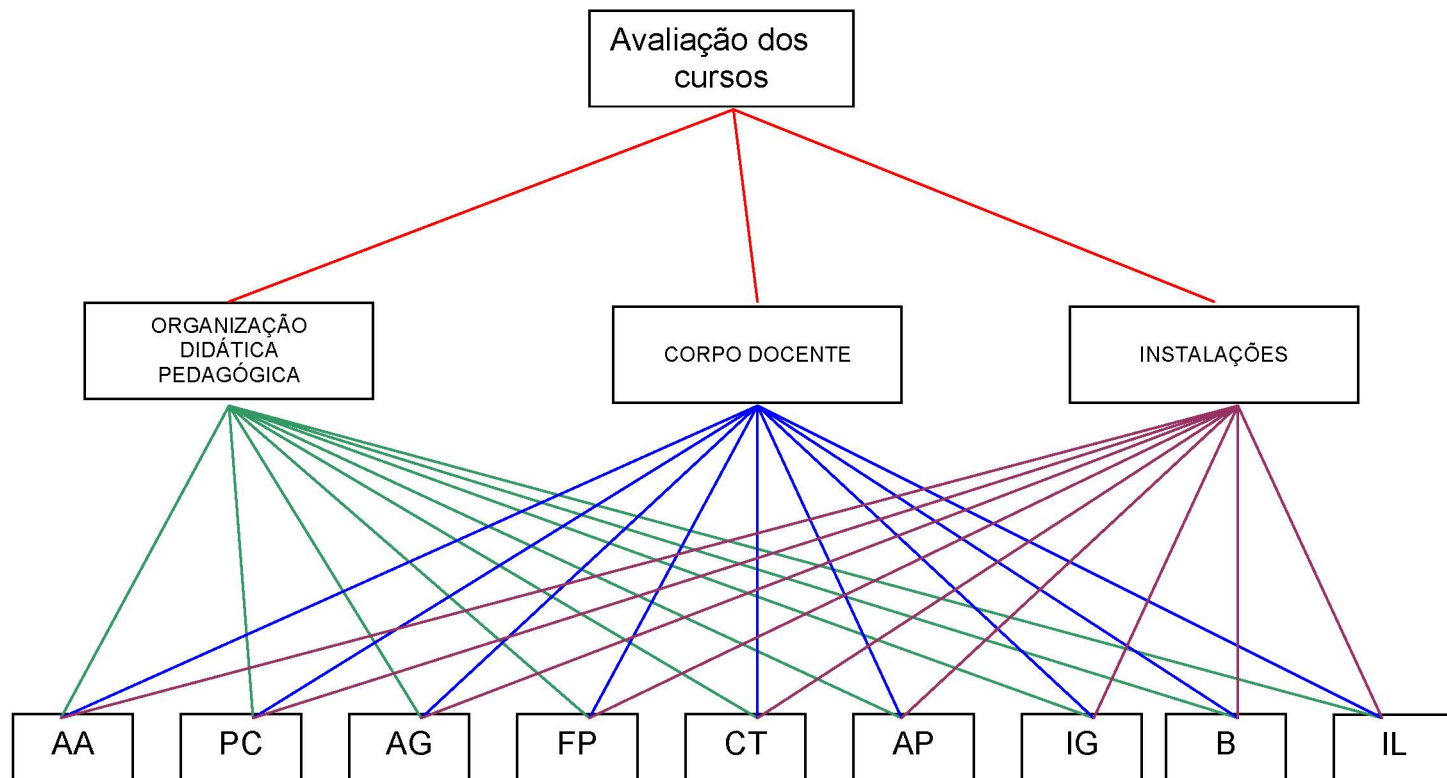 Avaliação dos
cursos
ORGANIZAÇÃO
DIDÁTICA
PEDAGÓGICA
CORPO DOCENTE
INSTALAÇÕES
AA
PC
AG
FP
CT
AP
IG
B
IL